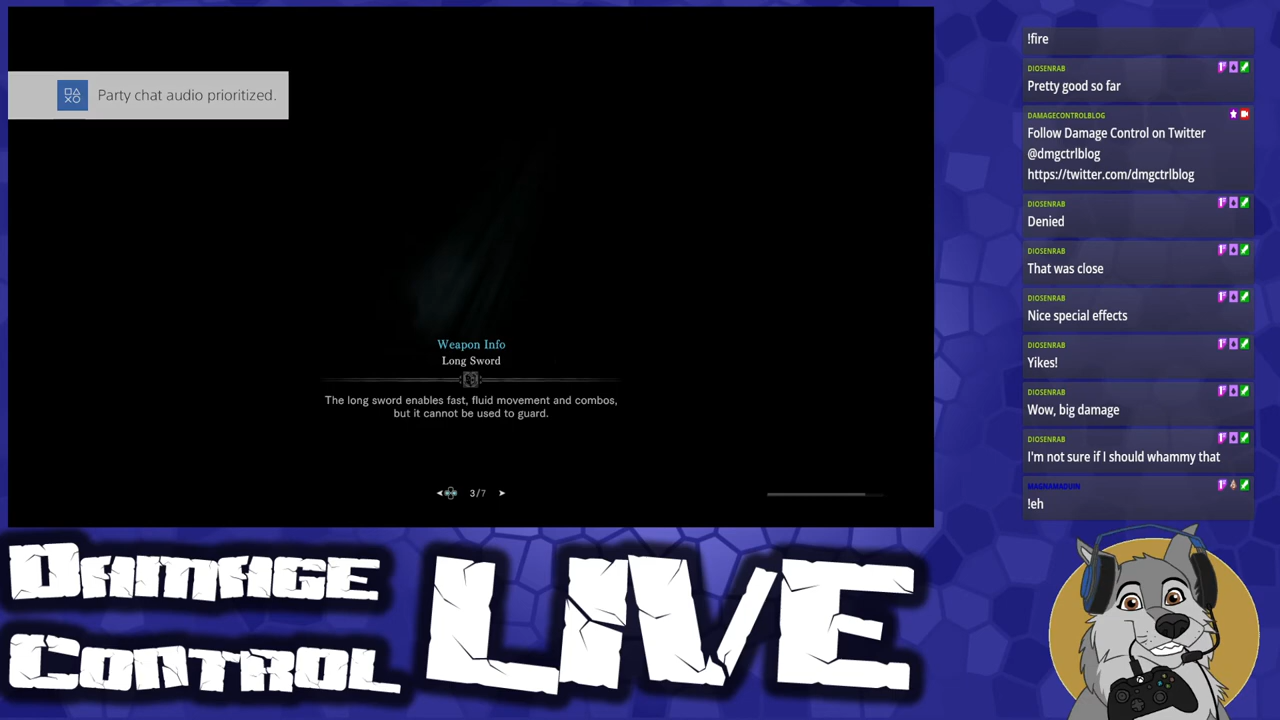 Party chat audio prioritized.
Weapon Info
Long Sword
The long sword enables fast, fluid movement and combos,
but it cannot be used to guard.
3/7
!fire
DIOSENRAB
Pretty good so far
DAMAGECONTROLBLOG
Follow Damage Control on Twitter
@dmgctrlblog
https://twitter.com/dmgctrlblog
DIOSENRAB
Denied
DIOSENRAB
That was close
DIOSENRAB
Nice special effects
DIOSENRAB
Yikes!
DIOSENRAB
Wow, big damage
DIOSENRAB
I'm not sure if I should whammy that
MAGNAMADUIN
!eh
DAMAGE
CONTROL
LIVE